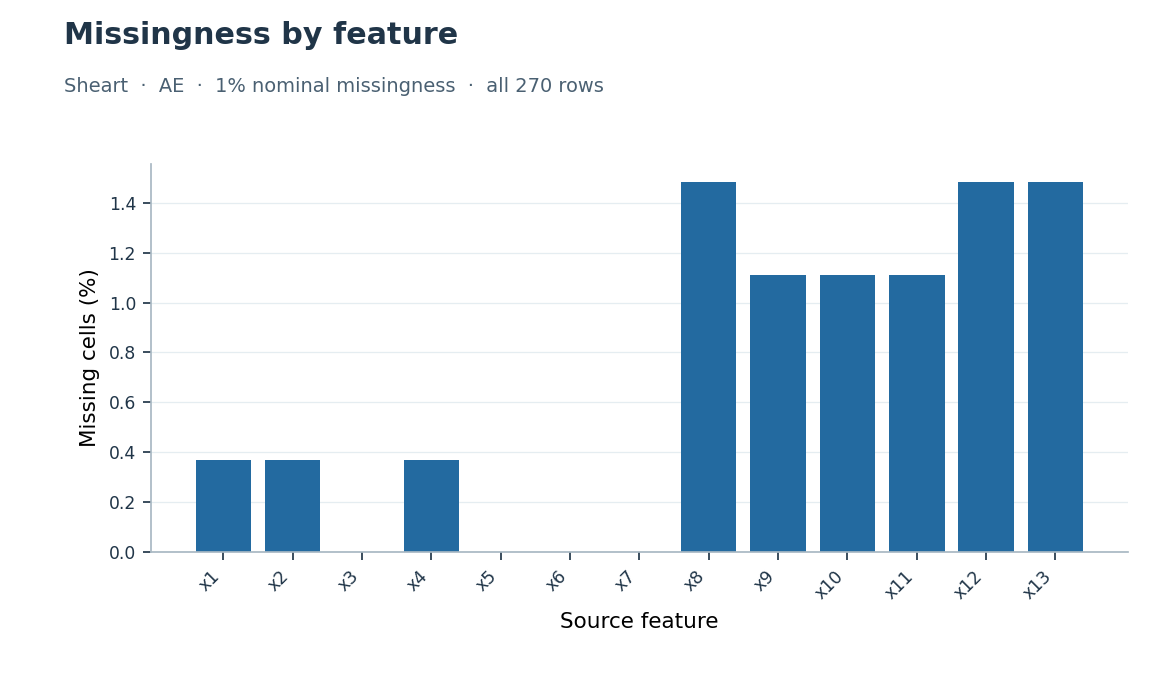 Missingness by feature
Sheart · AE · 1% nominal missingness · all 270 rows
1.4
1.2
1.0
0.8
0.6
0.4
0.2
0.0
Missing cells (%)
x1 x2 x3 x4 x5 x6 x7 x8 x9 x10 x11 x12 x13
Source feature